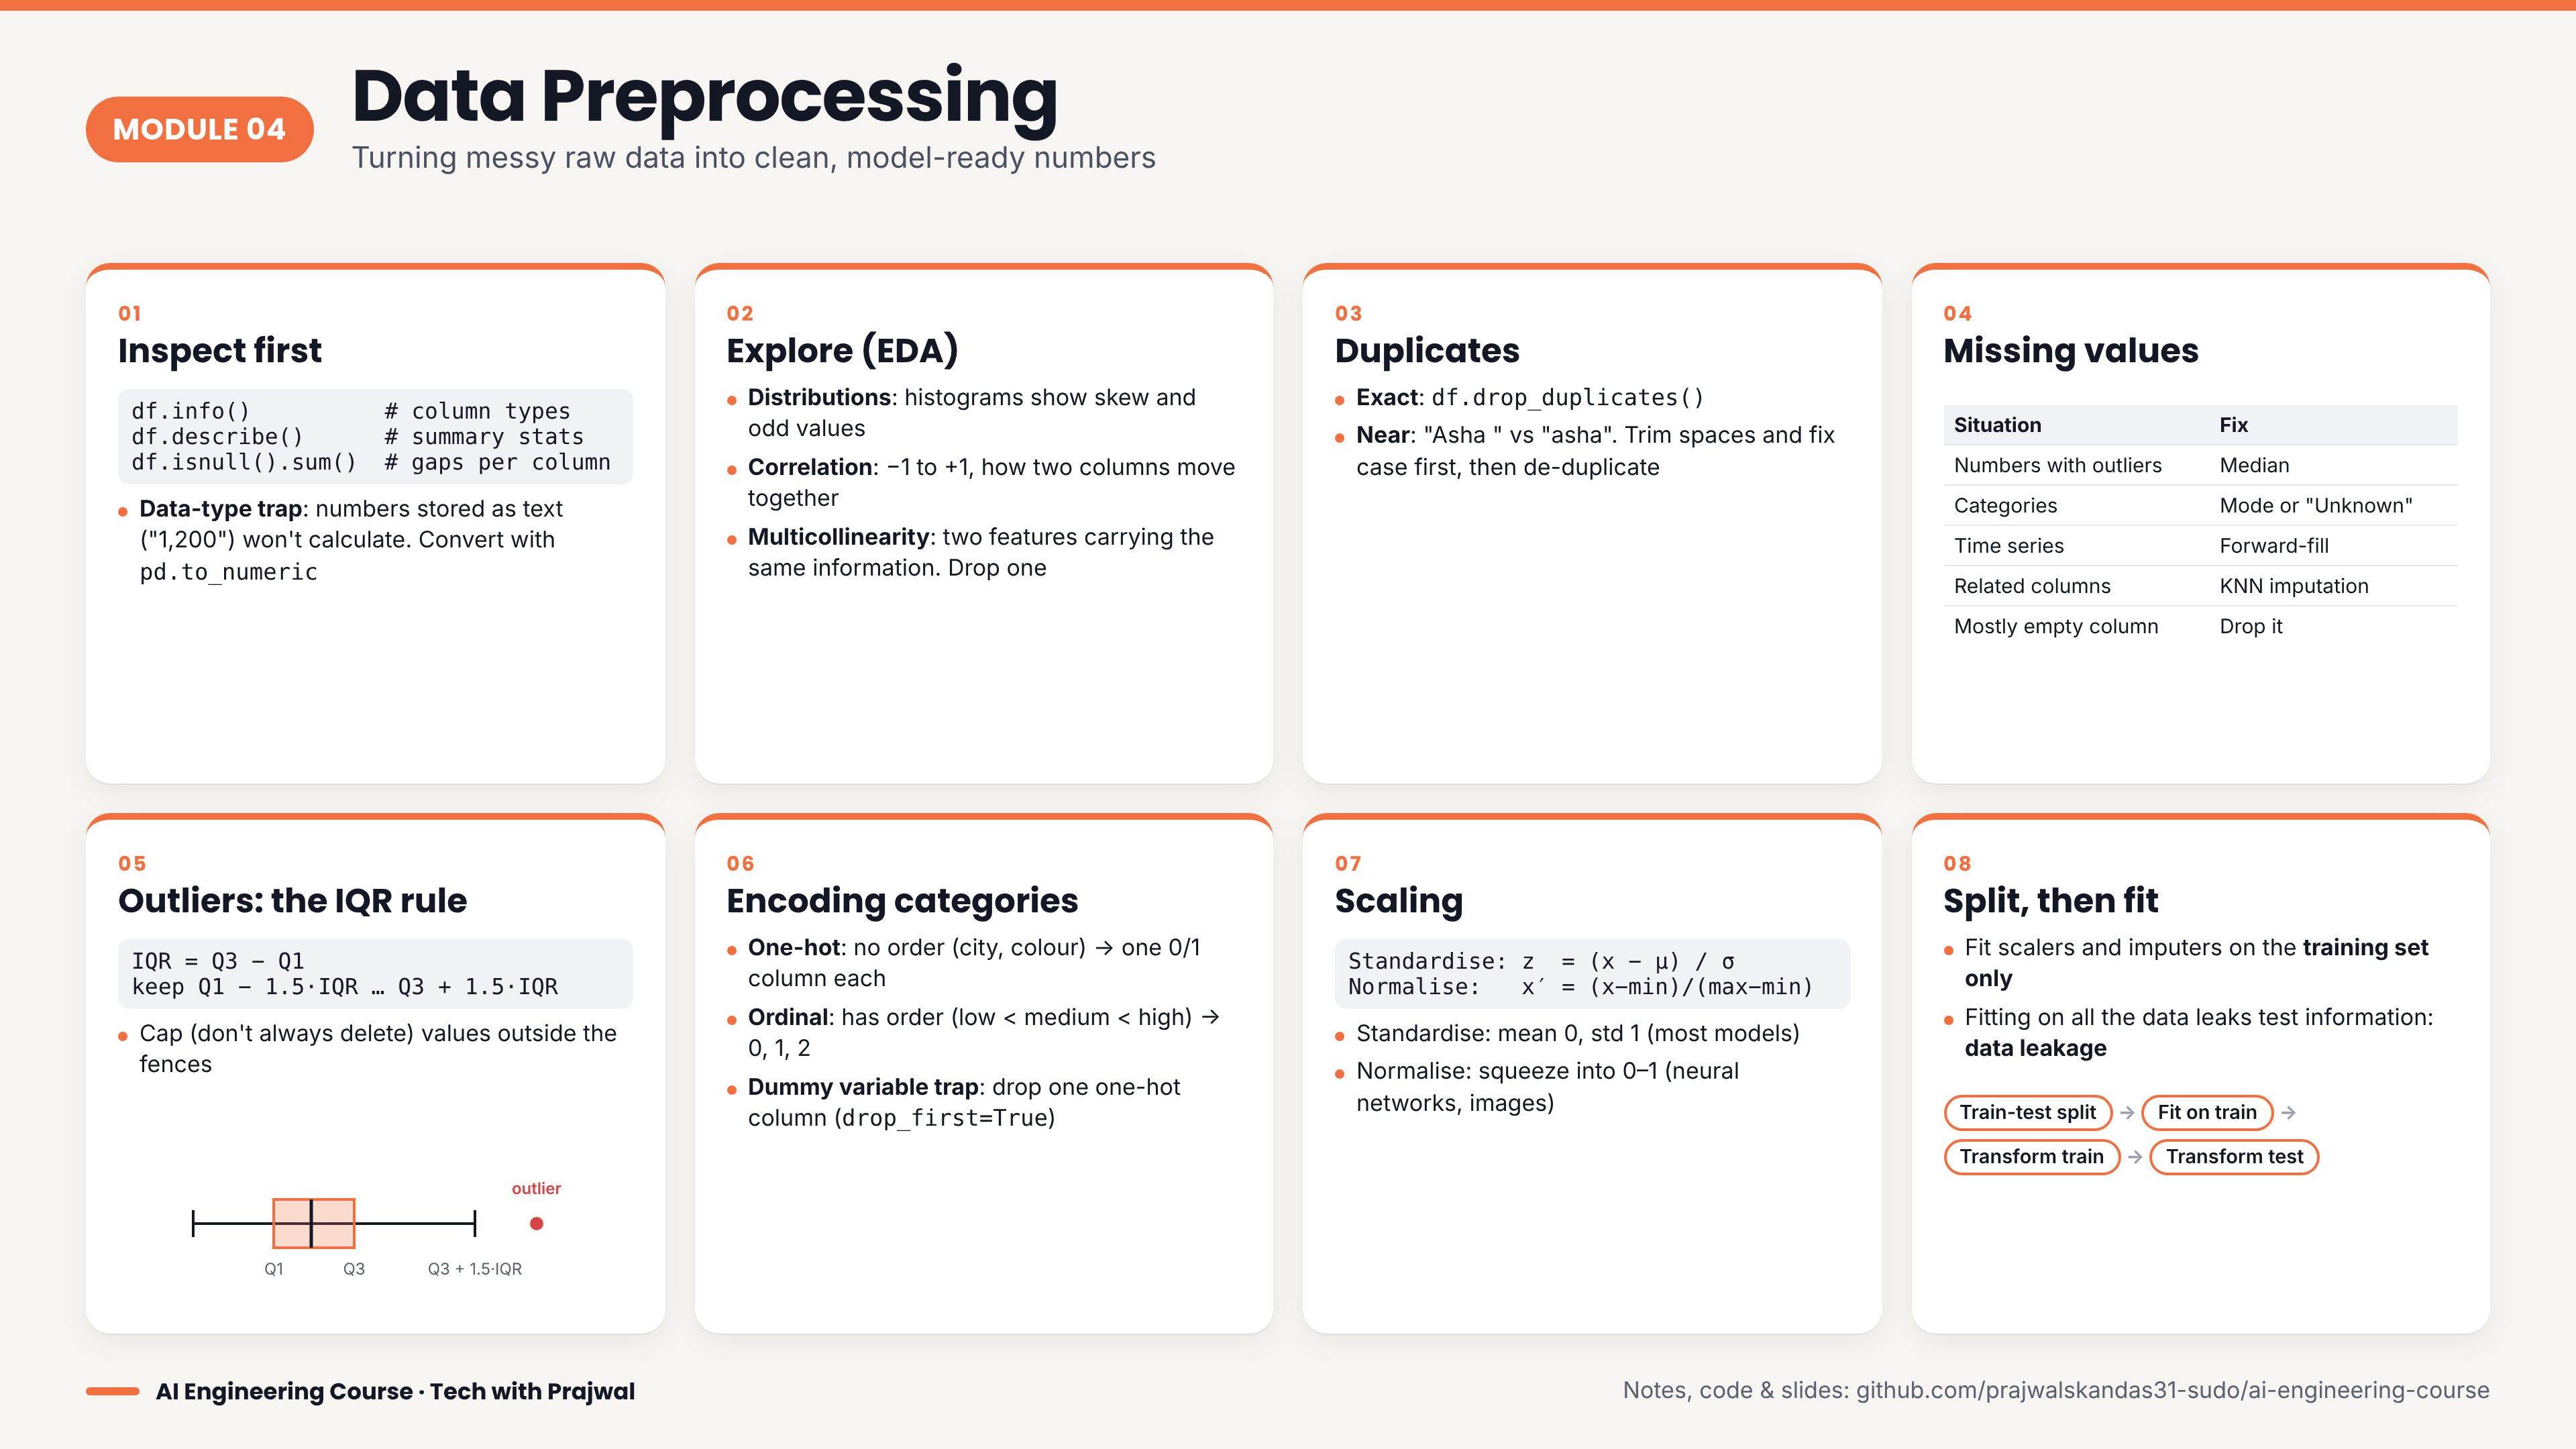 MODULE 04
Data Preprocessing
Turning messy raw data into clean, model-ready numbers
01
Inspect first
df.info()          # column types
df.describe()      # summary stats
df.isnull().sum()  # gaps per column
• Data-type trap: numbers stored as text
("1,200") won't calculate. Convert with
pd.to_numeric
02
Explore (EDA)
• Distributions: histograms show skew and
odd values
• Correlation: −1 to +1, how two columns move
together
• Multicollinearity: two features carrying the
same information. Drop one
03
Duplicates
• Exact: df.drop_duplicates()
• Near: "Asha " vs "asha". Trim spaces and fix
case first, then de-duplicate
04
Missing values
Situation Fix
Numbers with outliers Median
Categories Mode or "Unknown"
Time series Forward-fill
Related columns KNN imputation
Mostly empty column Drop it
05
Outliers: the IQR rule
IQR = Q3 − Q1
keep Q1 − 1.5·IQR … Q3 + 1.5·IQR
• Cap (don't always delete) values outside the
fences
outlier
Q1 Q3 Q3 + 1.5·IQR
06
Encoding categories
• One-hot: no order (city, colour) → one 0/1
column each
• Ordinal: has order (low < medium < high) →
0, 1, 2
• Dummy variable trap: drop one one-hot
column (drop_first=True)
07
Scaling
Standardise: z  = (x − μ) / σ
Normalise:   x′ = (x−min)/(max−min)
• Standardise: mean 0, std 1 (most models)
• Normalise: squeeze into 0–1 (neural
networks, images)
08
Split, then fit
• Fit scalers and imputers on the training set
only
• Fitting on all the data leaks test information:
data leakage
Train-test split → Fit on train →
Transform train → Transform test
AI Engineering Course · Tech with Prajwal
Notes, code & slides: github.com/prajwalskandas31-sudo/ai-engineering-course